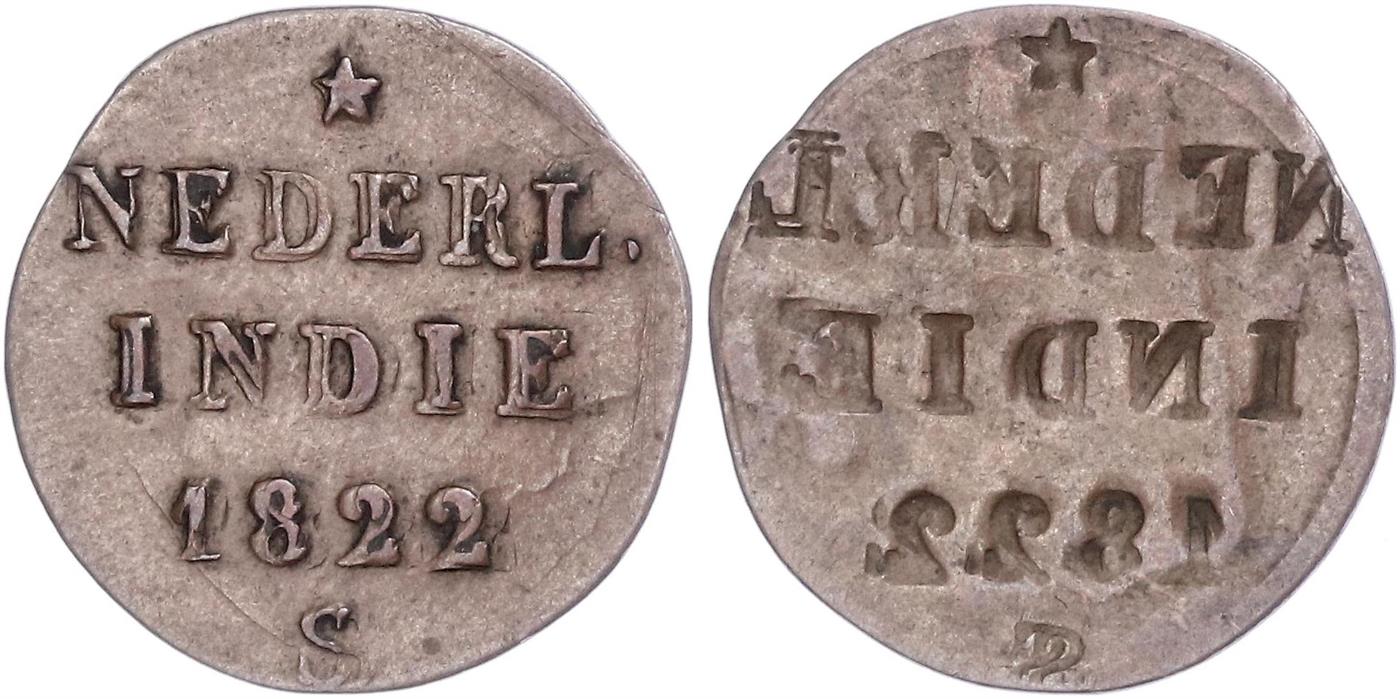 NEDERL.
INDIE
1822
S
NEDERL
INDIE
1822
S